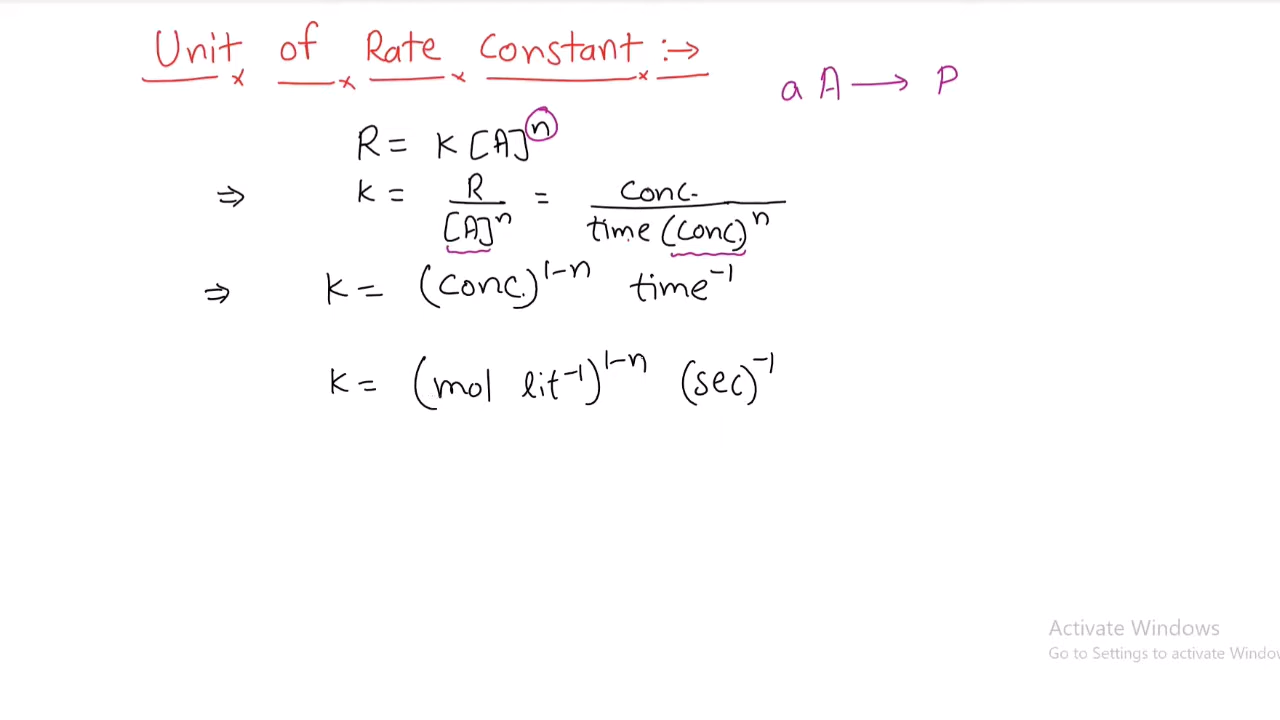 Unit of Rate Constant :→
a A → P
R = K [A]^n
⇒ K = R/[A]^n = Conc./time (Conc.)^n
⇒ K = (Conc.)^1-n time^-1
K = (mol lit^-1)^1-n (sec)^-1
Activate Windows
Go to Settings to activate Windo